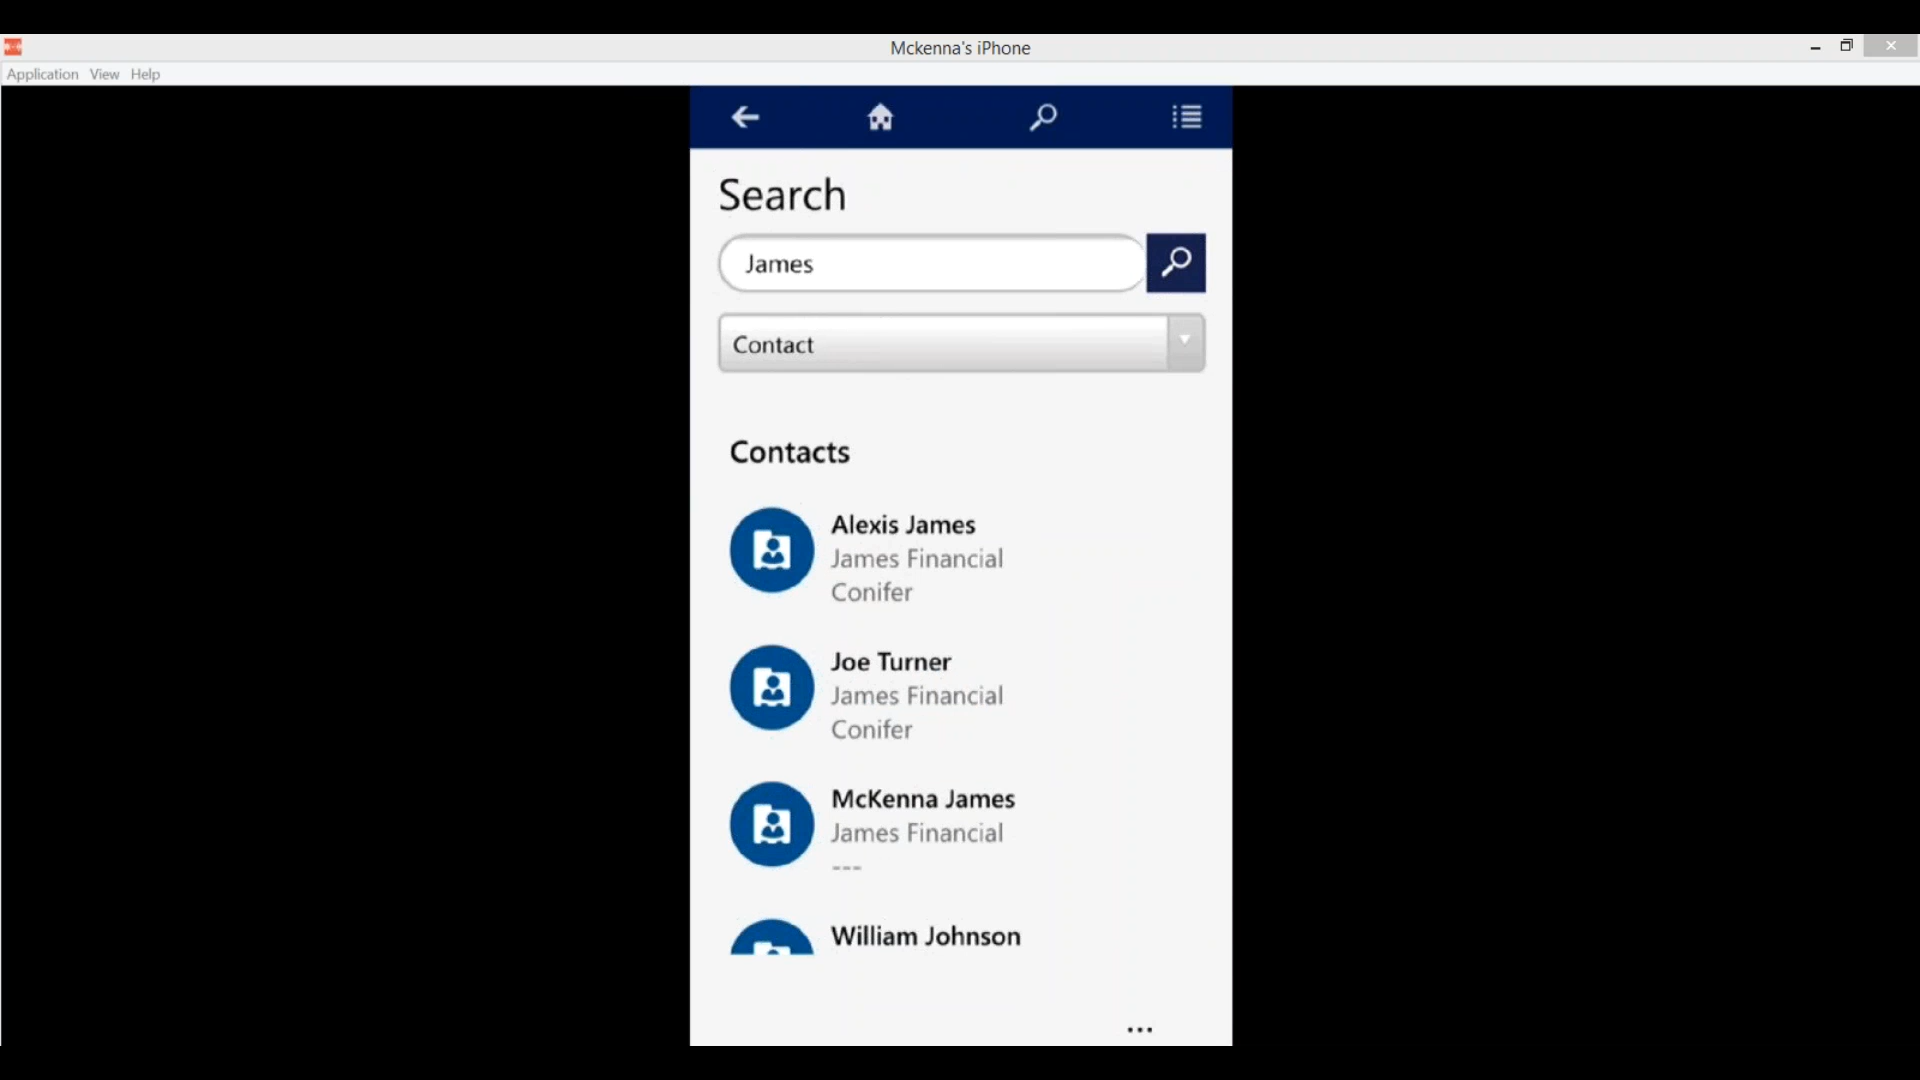 Mckenna's iPhone
Application View Help
Search
James
Contact
Contacts
Alexis James
James Financial
Conifer
Joe Turner
James Financial
Conifer
McKenna James
James Financial
---
William Johnson
...